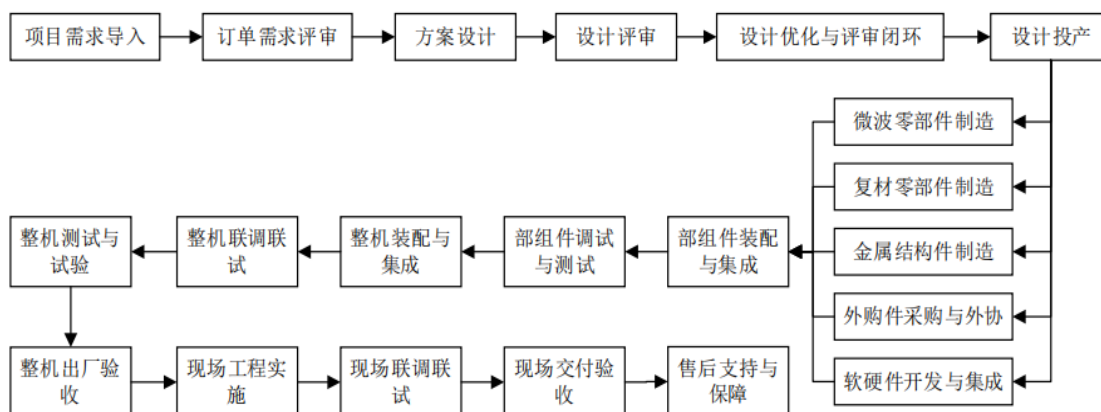 项目需求导入
订单需求评审
方案设计
设计评审
设计优化与评审闭环
设计投产
微波零部件制造
复材零部件制造
金属结构件制造
外购件采购与外协
软硬件开发与集成
部组件装配
与集成
部组件调试
与测试
整机装配与
集成
整机联调联
试
整机测试与
试验
整机出厂验
收
现场工程实
施
现场联调联
试
现场交付验
收
售后支持与
保障